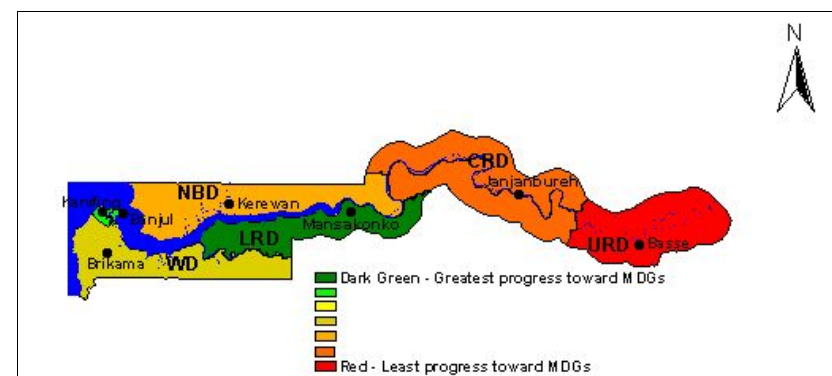 N
CRD
Janjanbureh
NBD
Kanifing
Kerewan
Banjul
Mansakonko
LRD
URD
Basse
Brikama
WD
Dark Green - Greatest progress toward MDGs
Red - Least progress toward MDGs